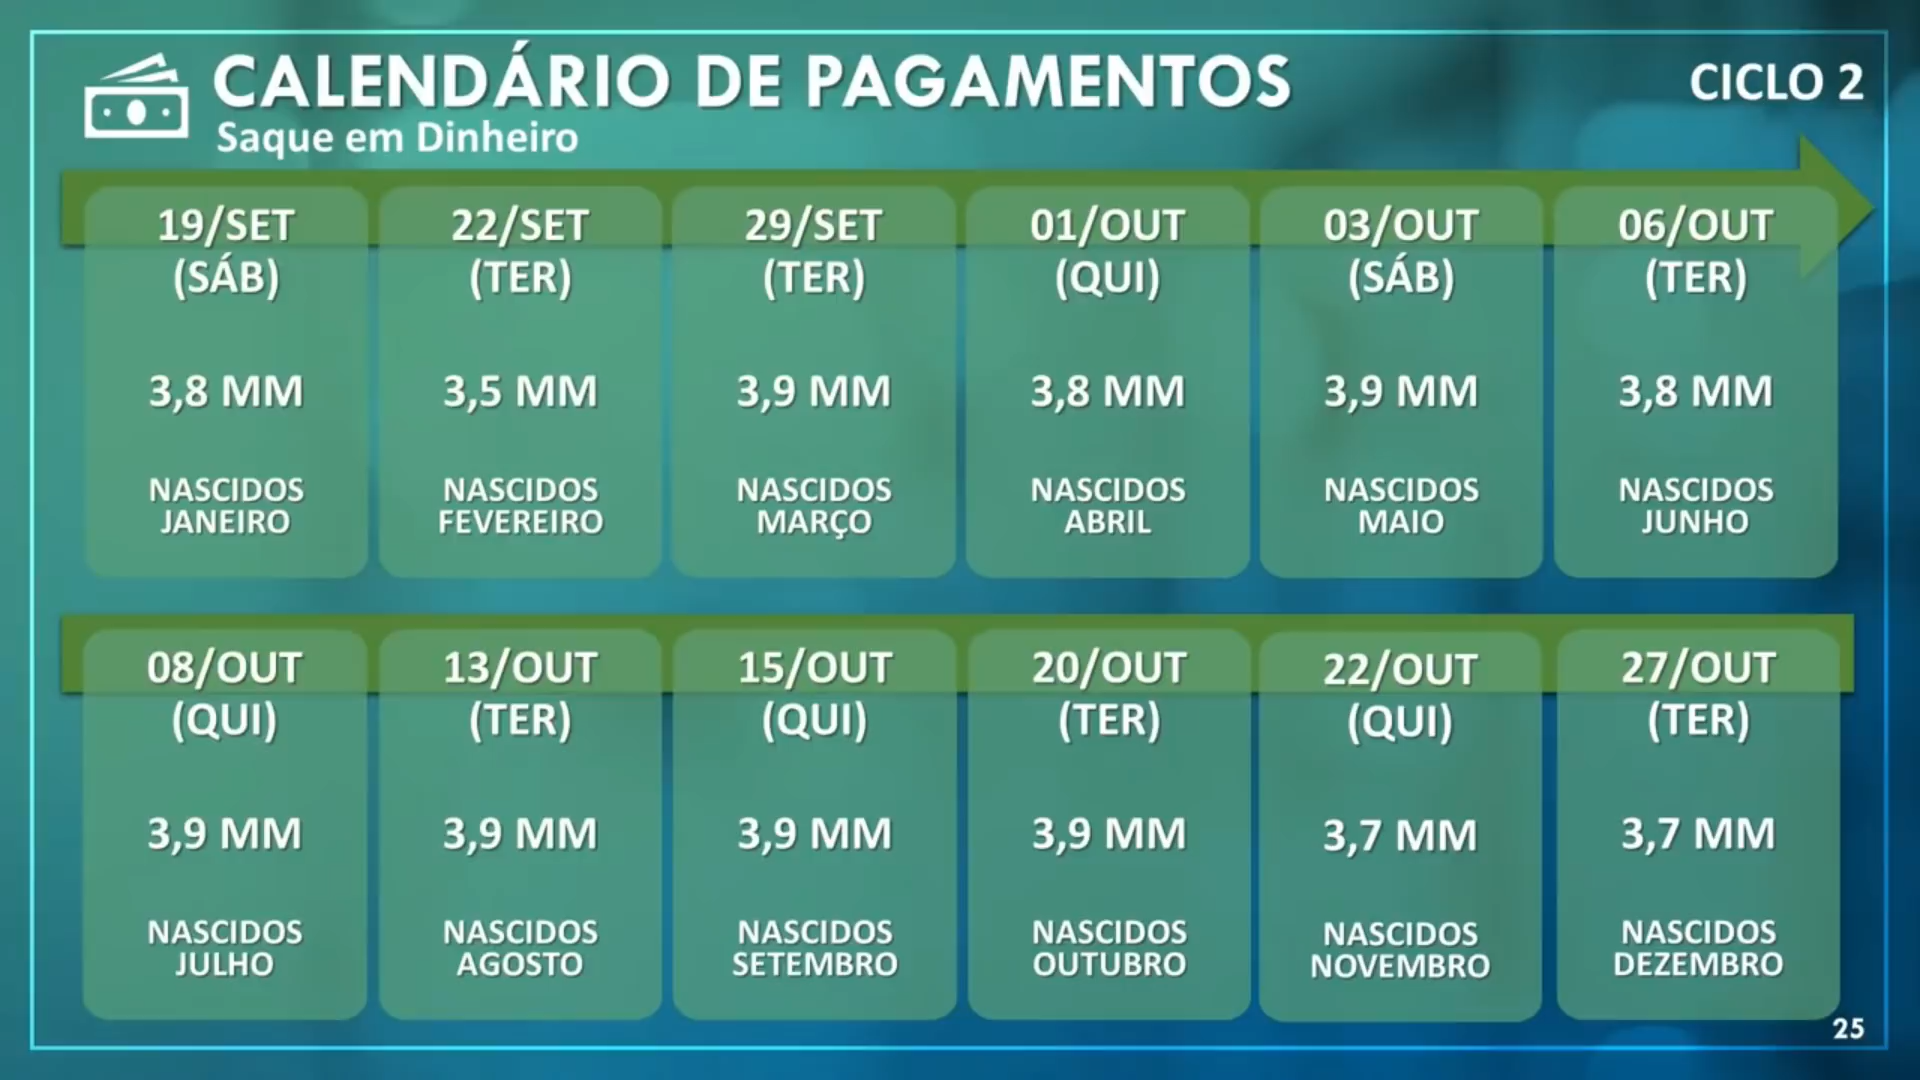 CALENDÁRIO DE PAGAMENTOS
CICLO 2
Saque em Dinheiro
19/SET
(SÁB)
3,8 MM
NASCIDOS
JANEIRO
22/SET
(TER)
3,5 MM
NASCIDOS
FEVEREIRO
29/SET
(TER)
3,9 MM
NASCIDOS
MARÇO
01/OUT
(QUI)
3,8 MM
NASCIDOS
ABRIL
03/OUT
(SÁB)
3,9 MM
NASCIDOS
MAIO
06/OUT
(TER)
3,8 MM
NASCIDOS
JUNHO
08/OUT
(QUI)
3,9 MM
NASCIDOS
JULHO
13/OUT
(TER)
3,9 MM
NASCIDOS
AGOSTO
15/OUT
(QUI)
3,9 MM
NASCIDOS
SETEMBRO
20/OUT
(TER)
3,9 MM
NASCIDOS
OUTUBRO
22/OUT
(QUI)
3,7 MM
NASCIDOS
NOVEMBRO
27/OUT
(TER)
3,7 MM
NASCIDOS
DEZEMBRO
25